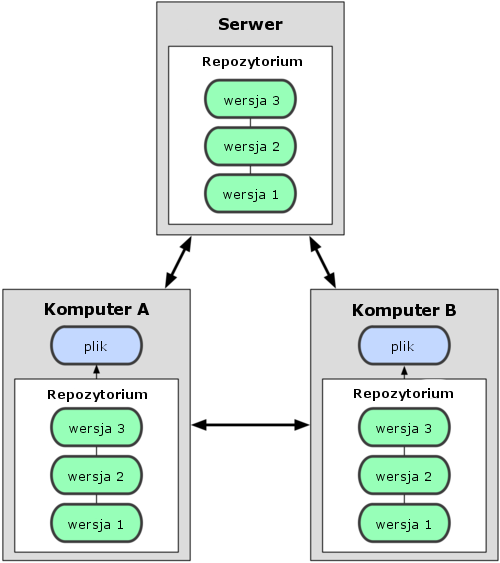 Serwer
Repozytorium
wersja 3
wersja 2
wersja 1
Komputer A
plik
Repozytorium
wersja 3
wersja 2
wersja 1
Komputer B
plik
Repozytorium
wersja 3
wersja 2
wersja 1